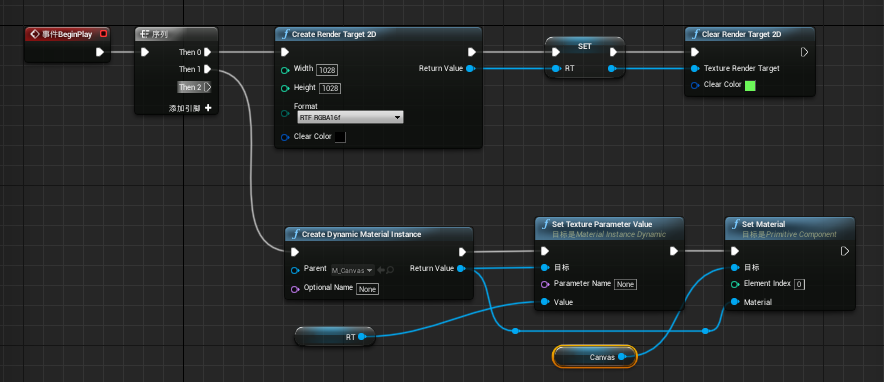 事件BeginPlay
序列
Then 0
Then 1
Then 2
添加引脚
Create Render Target 2D
Width 1028
Height 1028
Format
RTF RGBA16f
Clear Color
Return Value
SET
RT
Clear Render Target 2D
Texture Render Target
Clear Color
Create Dynamic Material Instance
Parent M_Canvas
Return Value
Optional Name None
Set Texture Parameter Value
目标是Material Instance Dynamic
目标
Parameter Name None
Value
Set Material
目标是Primitive Component
目标
Element Index 0
Material
RT
Canvas